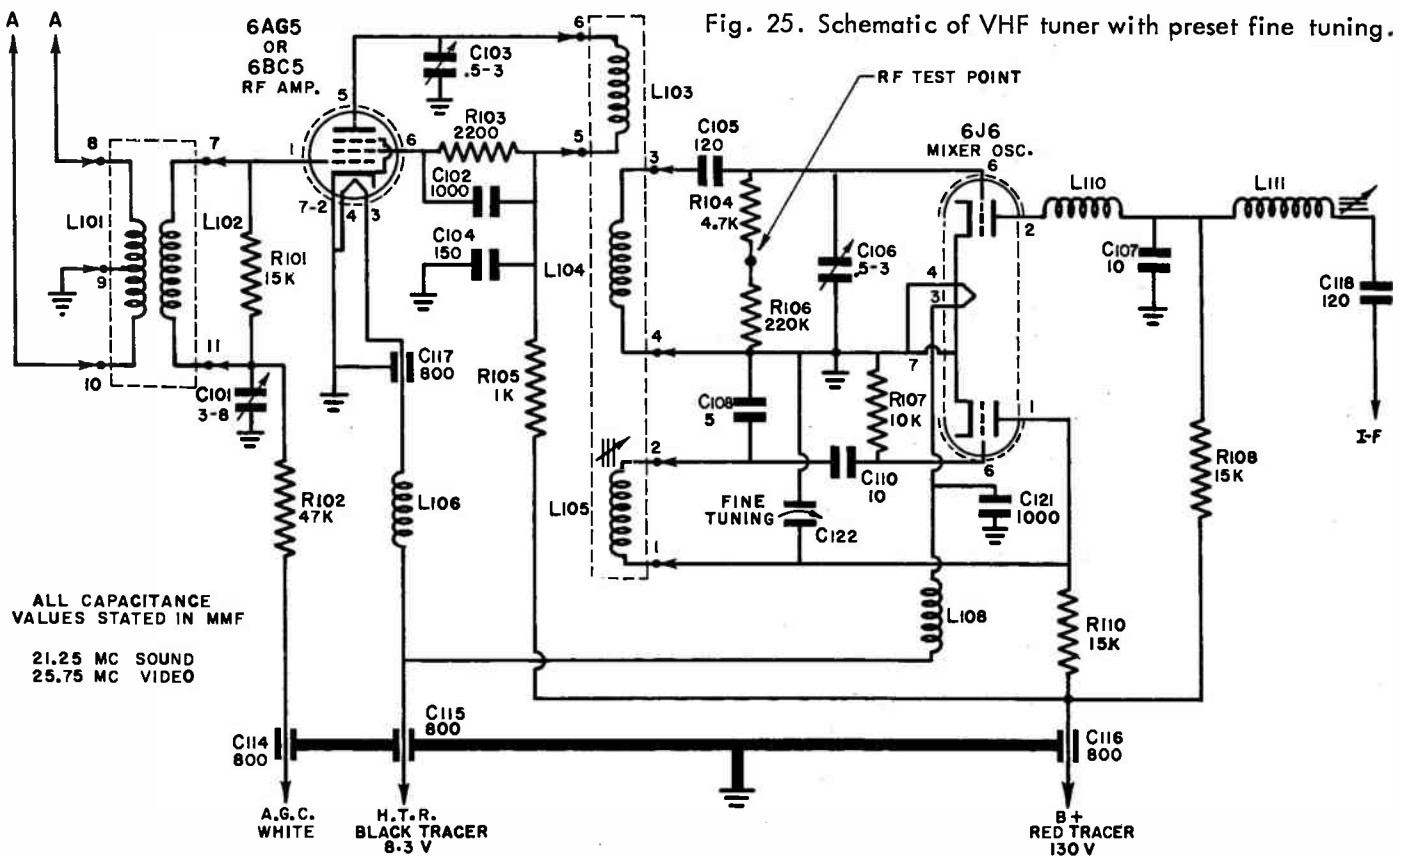 Fig. 25. Schematic of VHF tuner with preset fine tuning.
A A
6AG5
OR
6BC5
RF AMP.
5
C103
.5-3
6
L103
RF TEST POINT
R103
2200
6
5
C105
120
3
6J6
MIXER OSC.
6
8
7
1
C102
1000
L110
L111
L101
L102
7-2
4
3
R104
4.7K
2
R101
15K
C104
150
L104
C106
.5-3
C107
10
9
4
3
C118
120
R106
220K
11
10
C117
800
4
7
C101
3-8
R105
1K
C108
5
R107
10K
1
I-F
2
6
R108
15K
C110
10
R102
47K
L106
L105
FINE
TUNING
C122
C121
1000
1
ALL CAPACITANCE
VALUES STATED IN MMF
L108
R110
15K
21.25 MC SOUND
25.75 MC VIDEO
C114
800
C115
800
C116
800
A.G.C.
WHITE
H.T.R.
BLACK TRACER
8.3 V
B+
RED TRACER
130 V